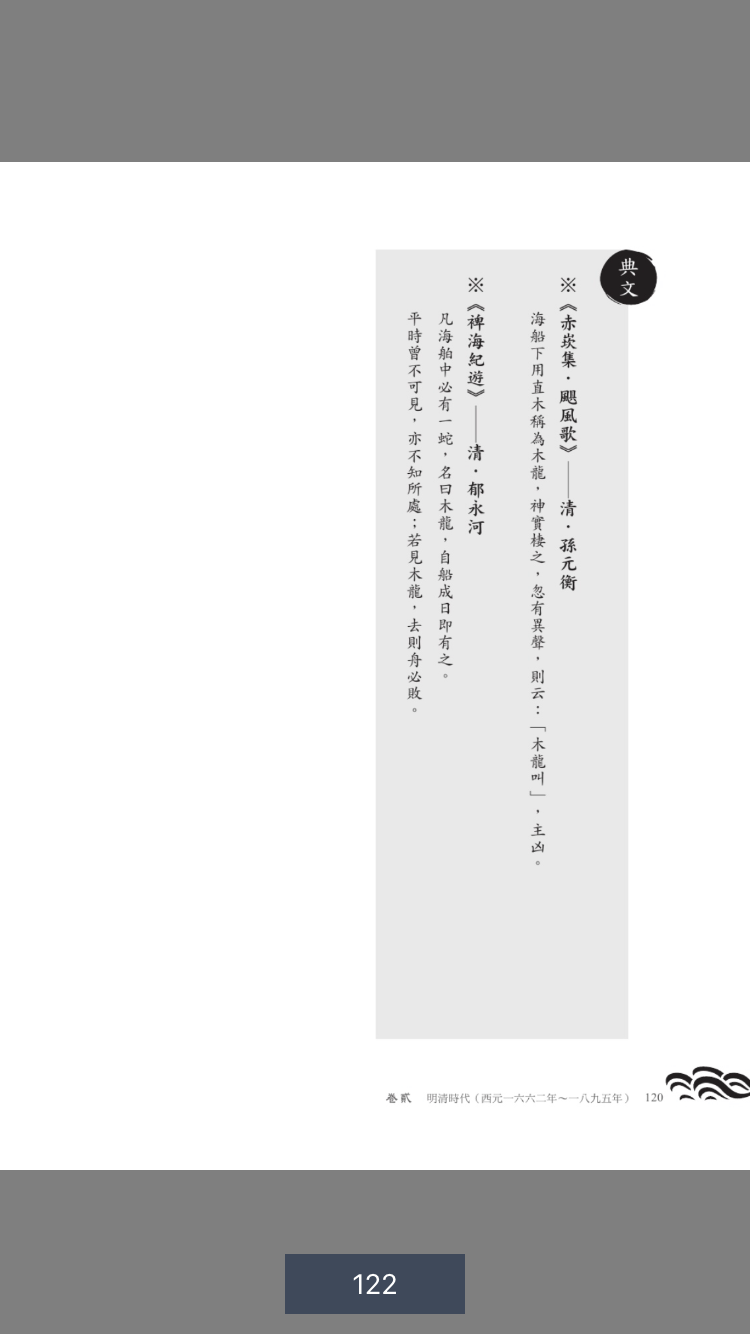 典文
※《赤崁集·颶風歌》——清·孫元衡
海船下用直木稱為木龍，神實棲之，忽有異聲，則云：「木龍叫」，主凶。
※《裨海紀遊》——清·郁永河
凡海舶中必有一蛇，名曰木龍，自船成日即有之。
平時曾不可見，亦不知所處；若見木龍，去則舟必敗。
卷貳 明清時代（西元一六六二年～一八九五年） 120
122